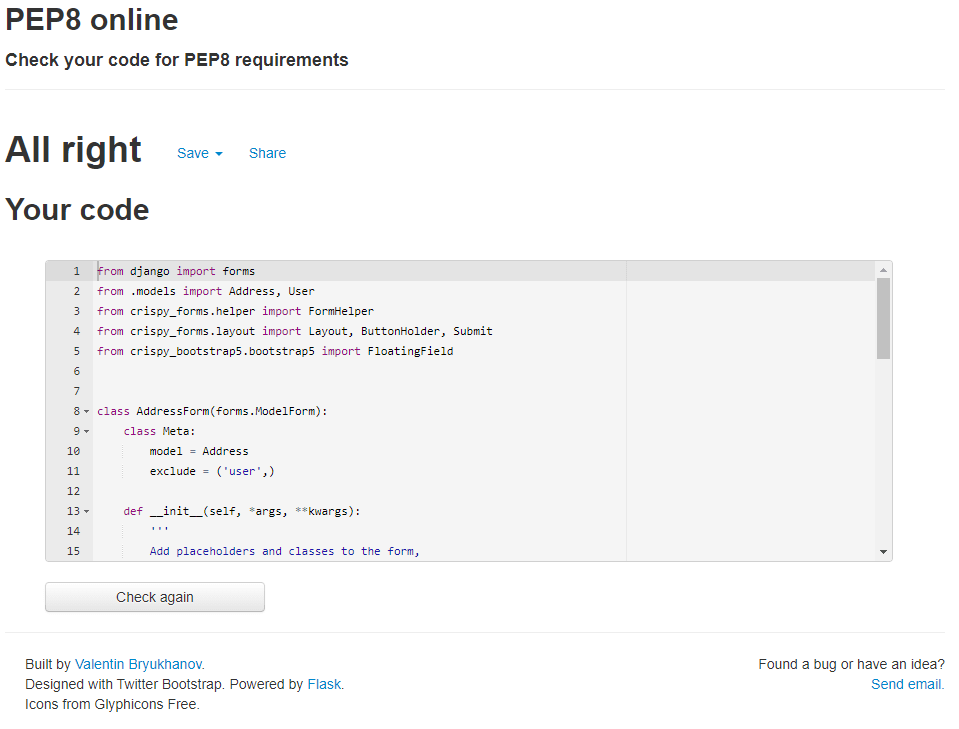 PEP8 online
Check your code for PEP8 requirements
All right Save Share
Your code
1 from django import forms
2 from .models import Address, User
3 from crispy_forms.helper import FormHelper
4 from crispy_forms.layout import Layout, ButtonHolder, Submit
5 from crispy_bootstrap5.bootstrap5 import FloatingField
6
7
8 class AddressForm(forms.ModelForm):
9     class Meta:
10         model = Address
11         exclude = ('user',)
12
13     def __init__(self, *args, **kwargs):
14         '''
15         Add placeholders and classes to the form,
Check again
Built by Valentin Bryukhanov.
Designed with Twitter Bootstrap. Powered by Flask.
Icons from Glyphicons Free.
Found a bug or have an idea?
Send email.